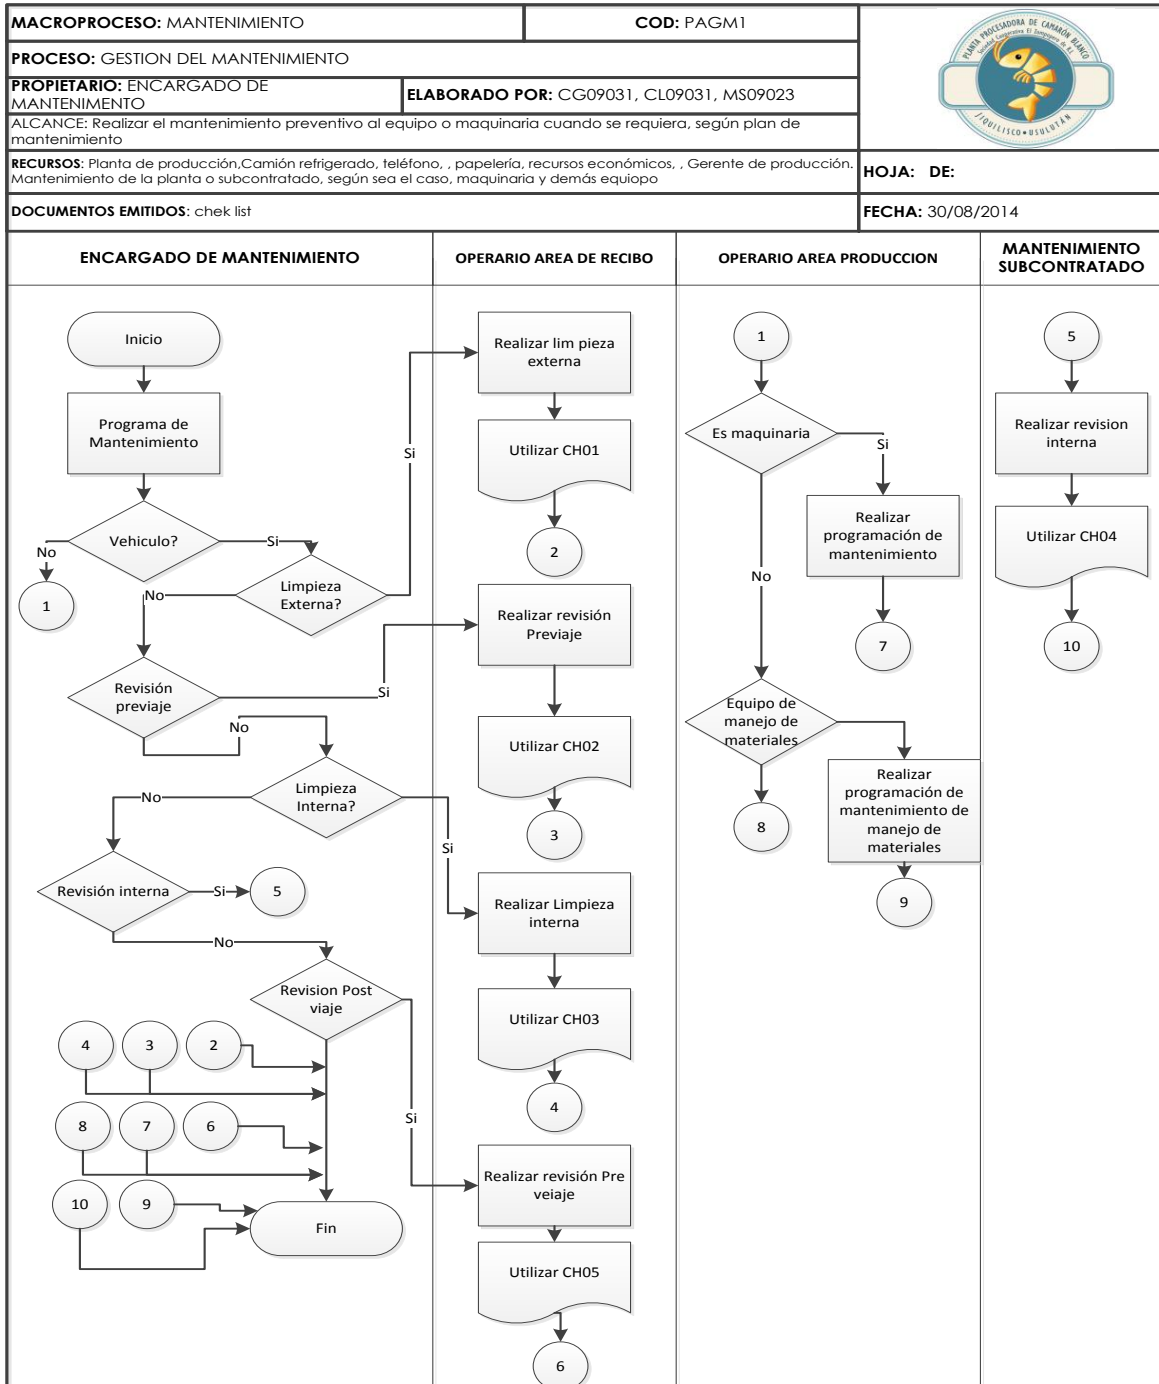 MACROPROCESO: MANTENIMIENTO
COD: PAGM1
PROCESO: GESTION DEL MANTENIMIENTO
PROPIETARIO: ENCARGADO DE
MANTENIMENTO
ELABORADO POR: CG09031, CL09031, MS09023
ALCANCE: Realizar el mantenimiento preventivo al equipo o maquinaria cuando se requiera, según plan de
mantenimiento
RECURSOS: Planta de producción,Camión refrigerado, teléfono, , papelería, recursos económicos, , Gerente de producción.
Mantenimiento de la planta o subcontratado, según sea el caso, maquinaria y demás equiopo
PLANTA PROCESADORA DE CAMARÓN BLANCO
JIQUILISCO • USULUTÁN
HOJA: DE:
DOCUMENTOS EMITIDOS: chek list
FECHA: 30/08/2014
ENCARGADO DE MANTENIMIENTO
OPERARIO AREA DE RECIBO
OPERARIO AREA PRODUCCION
MANTENIMIENTO
SUBCONTRATADO
Inicio
Programa de
Mantenimiento
Vehiculo?
No
Si
1
Limpieza
Externa?
No
Si
Revisión
previaje
Si
No
Limpieza
Interna?
No
Si
Revisión interna
Si
5
No
Revision Post
viaje
Si
4
3
2
8
7
6
10
9
Fin
Realizar lim pieza
externa
Utilizar CH01
2
Realizar revisión
Previaje
Utilizar CH02
3
Realizar Limpieza
interna
Utilizar CH03
4
Realizar revisión Pre
veiaje
Utilizar CH05
6
1
Es maquinaria
Si
Realizar
programación de
mantenimiento
7
No
Equipo de
manejo de
materiales
8
Realizar
programación de
mantenimiento de
manejo de
materiales
9
5
Realizar revision
interna
Utilizar CH04
10